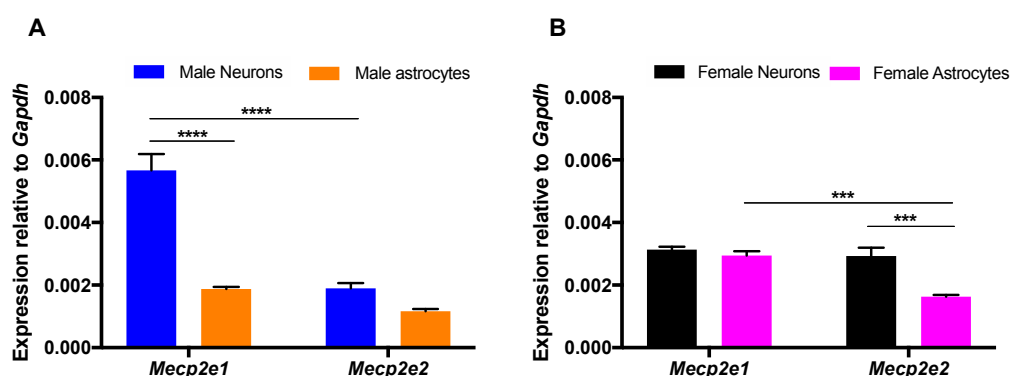 A
Male Neurons
Male astrocytes
Expression relative to Gapdh
0.008
0.006
0.004
0.002
0.000
****
****
Mecp2e1
Mecp2e2
B
Female Neurons
Female Astrocytes
Expression relative to Gapdh
0.008
0.006
0.004
0.002
0.000
***
***
Mecp2e1
Mecp2e2